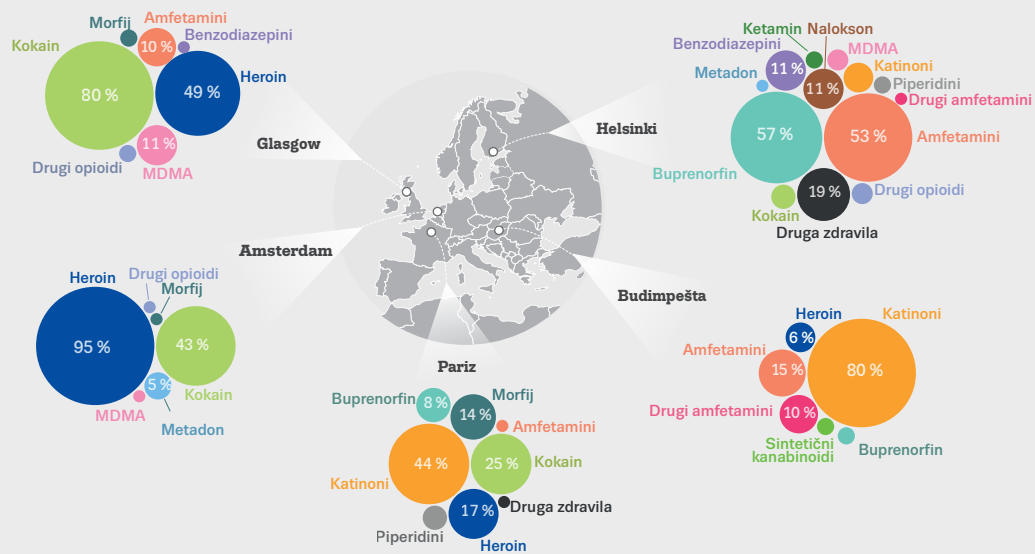 Morfij
Amfetamini
Benzodiazepini
Kokain
10 %
Heroin
80 %
49 %
11 %
Drugi opioidi
MDMA
Glasgow
Ketamin
Nalokson
Benzodiazepini
MDMA
Katinoni
Metadon
11 %
Piperidini
11 %
Drugi amfetamini
57 %
53 %
Amfetamini
Buprenorfin
19 %
Drugi opioidi
Kokain
Druga zdravila
Helsinki
Amsterdam
Heroin
Drugi opioidi
Morfij
95 %
43 %
5 %
Kokain
MDMA
Metadon
Budimpešta
Heroin
Katinoni
6 %
Amfetamini
15 %
80 %
Drugi amfetamini
10 %
Sintetični
kanabinoidi
Buprenorfin
Pariz
Buprenorfin
8 %
Morfij
14 %
Amfetamini
44 %
25 %
Kokain
Katinoni
17 %
Druga zdravila
Piperidini
Heroin